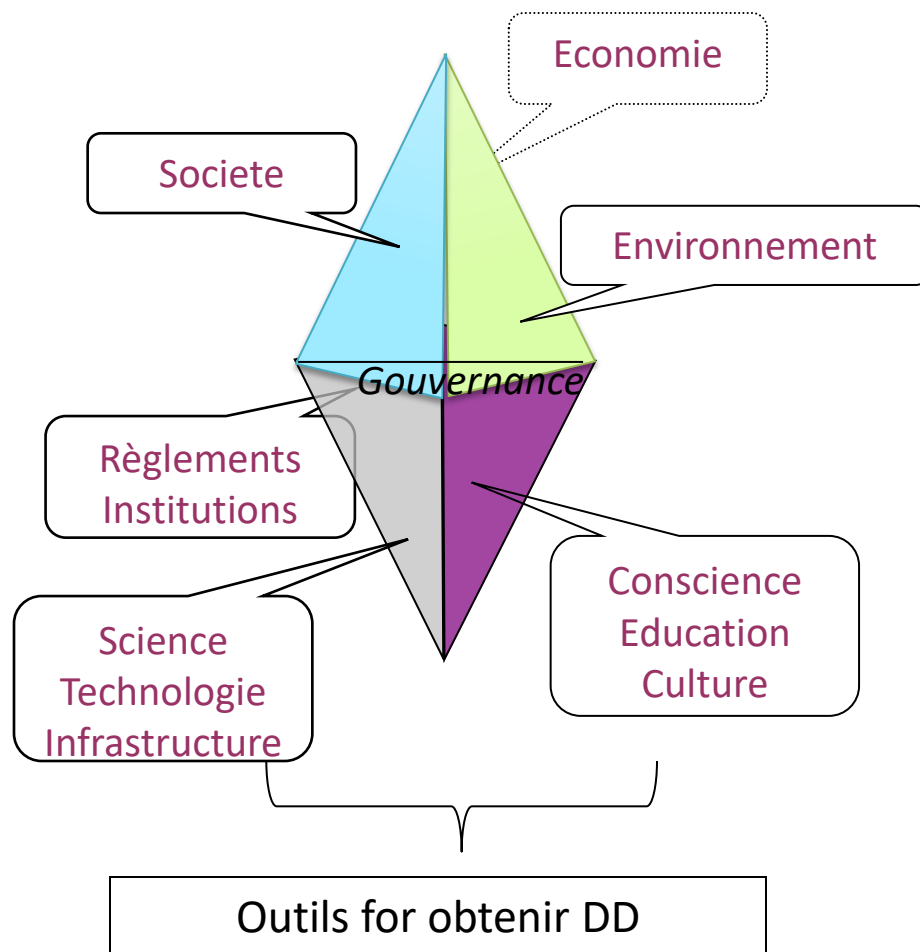 Economie
Societe
Environnement
Gouvernance
Règlements
Institutions
Science
Technologie
Infrastructure
Conscience
Education
Culture
Outils for obtenir DD